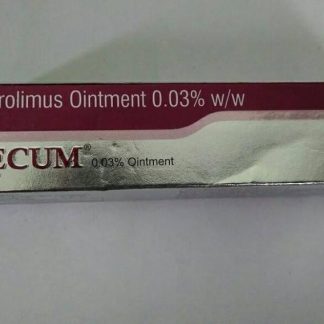 rolimus Ointment 0.03% w/w
ECUM® 0.03% Ointment